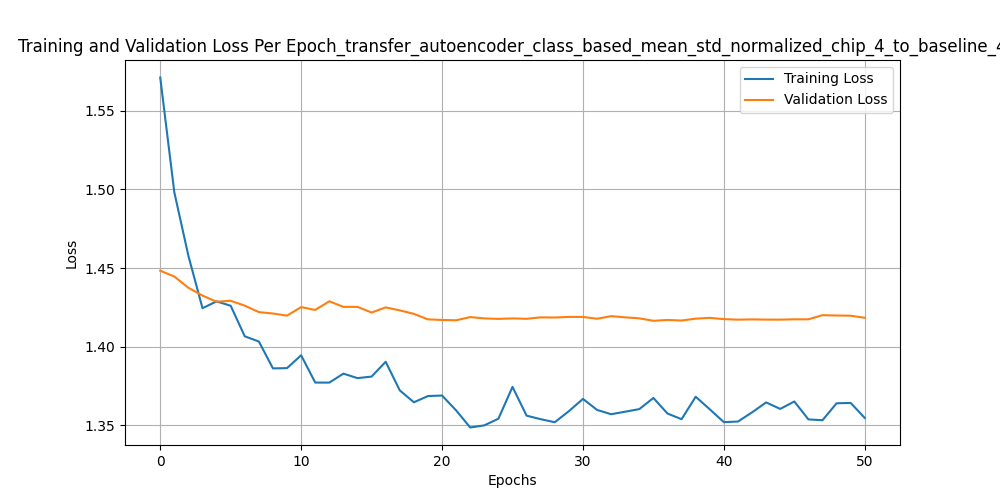 Training and Validation Loss Per Epoch_transfer_autoencoder_class_based_mean_std_normalized_chip_4_to_baseline_4
Training Loss
Validation Loss
1.55
1.50
1.45
1.40
1.35
Loss
0 10 20 30 40 50
Epochs